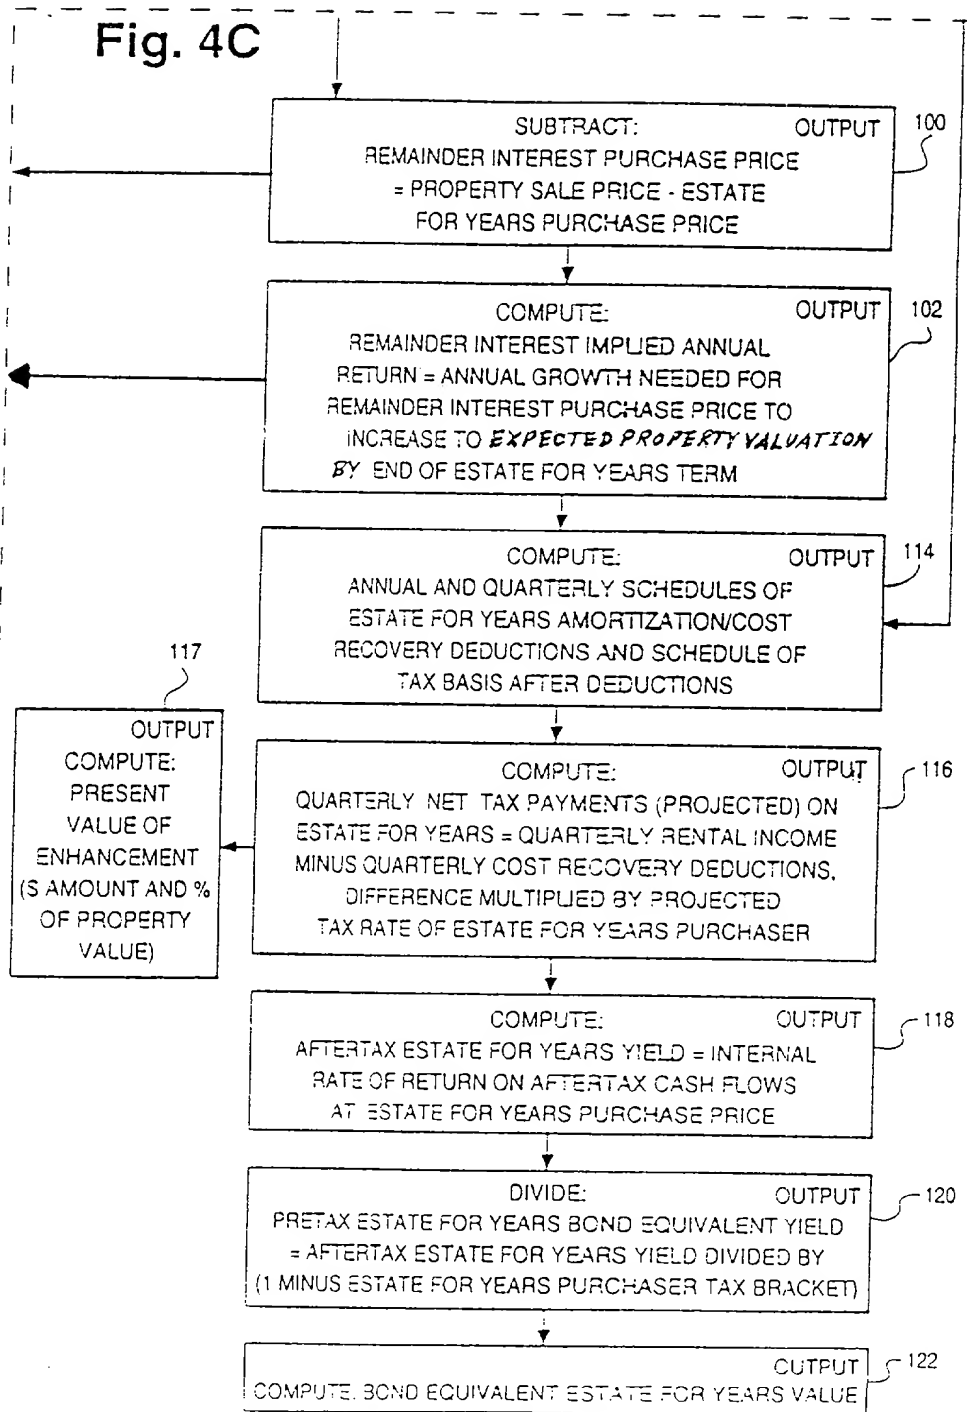 Fig. 4C
OUTPUT
SUBTRACT:
REMAINDER INTEREST PURCHASE PRICE
= PROPERTY SALE PRICE - ESTATE
FOR YEARS PURCHASE PRICE
100
OUTPUT
COMPUTE:
REMAINDER INTEREST IMPLIED ANNUAL
RETURN = ANNUAL GROWTH NEEDED FOR
REMAINDER INTEREST PURCHASE PRICE TO
INCREASE TO EXPECTED PROPERTY VALUATION
BY END OF ESTATE FOR YEARS TERM
102
OUTPUT
COMPUTE:
ANNUAL AND QUARTERLY SCHEDULES OF
ESTATE FOR YEARS AMORTIZATION/COST
RECOVERY DEDUCTIONS AND SCHEDULE OF
TAX BASIS AFTER DEDUCTIONS
114
117
OUTPUT
COMPUTE:
PRESENT
VALUE OF
ENHANCEMENT
($ AMOUNT AND %
OF PROPERTY
VALUE)
OUTPUT
COMPUTE:
QUARTERLY NET TAX PAYMENTS (PROJECTED) ON
ESTATE FOR YEARS = QUARTERLY RENTAL INCOME
MINUS QUARTERLY COST RECOVERY DEDUCTIONS,
DIFFERENCE MULTIPLIED BY PROJECTED
TAX RATE OF ESTATE FOR YEARS PURCHASER
116
OUTPUT
COMPUTE:
AFTERTAX ESTATE FOR YEARS YIELD = INTERNAL
RATE OF RETURN ON AFTERTAX CASH FLOWS
AT ESTATE FOR YEARS PURCHASE PRICE
118
OUTPUT
DIVIDE:
PRETAX ESTATE FOR YEARS BOND EQUIVALENT YIELD
= AFTERTAX ESTATE FOR YEARS YIELD DIVIDED BY
(1 MINUS ESTATE FOR YEARS PURCHASER TAX BRACKET)
120
OUTPUT
COMPUTE: BOND EQUIVALENT ESTATE FOR YEARS VALUE
122